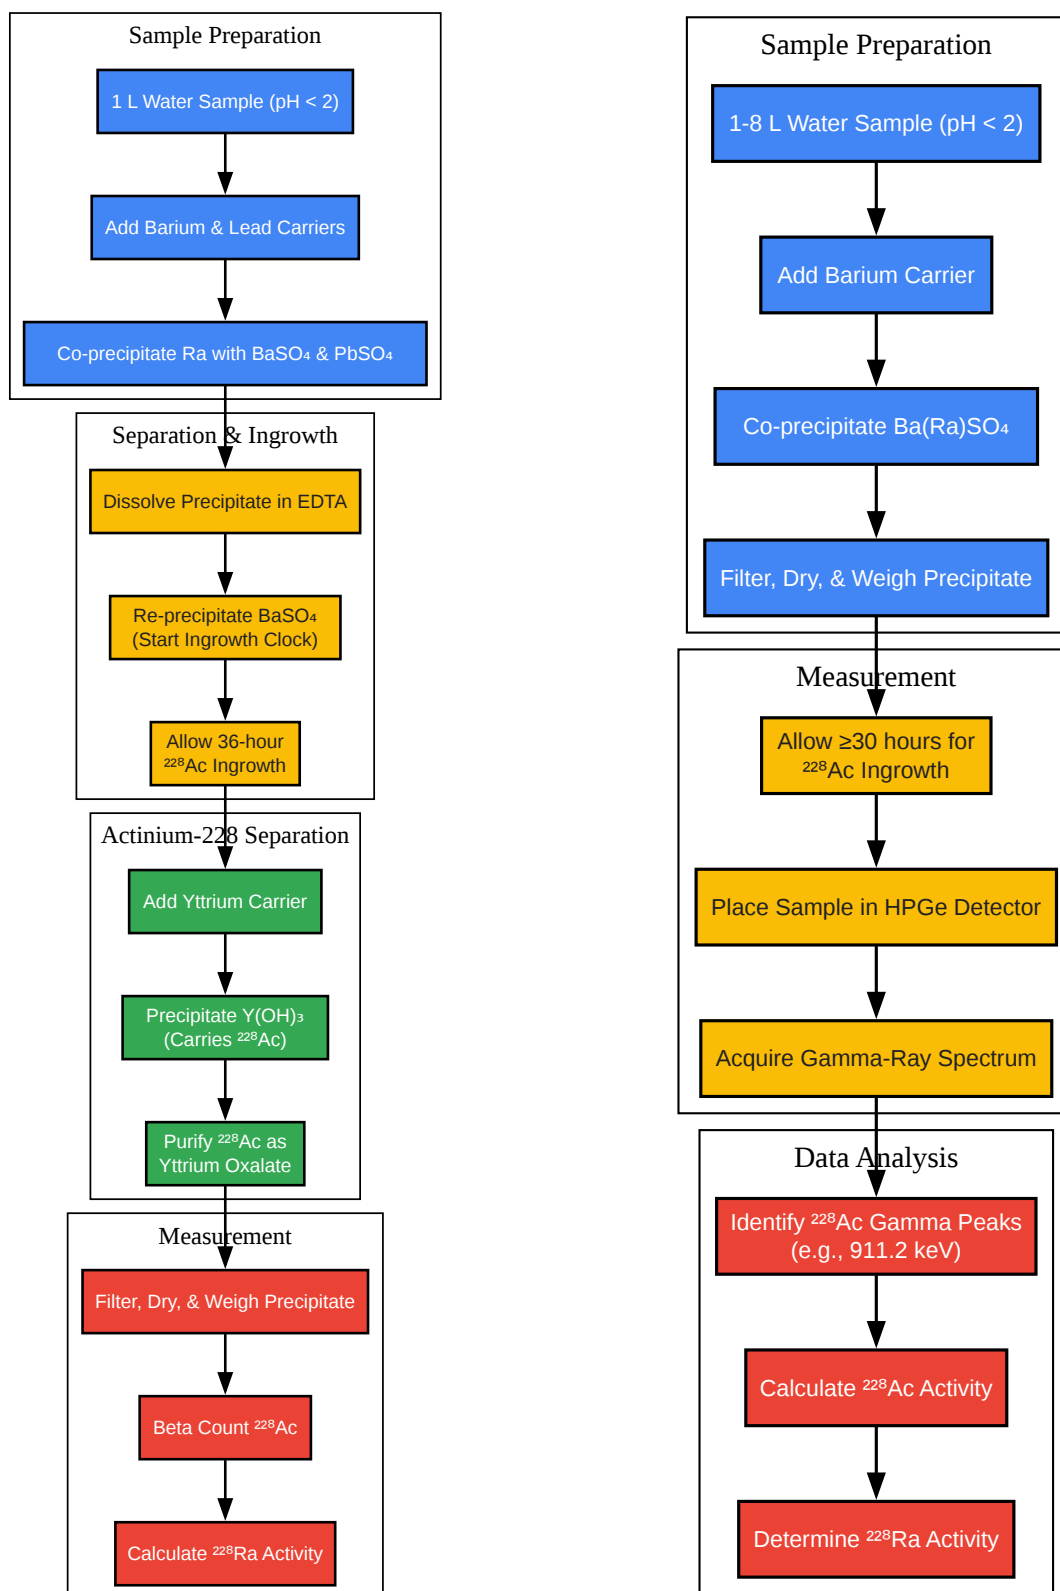 Sample Preparation
1 L Water Sample (pH < 2)
Add Barium & Lead Carriers
Co-precipitate Ra with BaSO₄ & PbSO₄
Separation & Ingrowth
Dissolve Precipitate in EDTA
Re-precipitate BaSO₄
(Start Ingrowth Clock)
Allow 36-hour
²²⁸Ac Ingrowth
Actinium-228 Separation
Add Yttrium Carrier
Precipitate Y(OH)₃
(Carries ²²⁸Ac)
Purify ²²⁸Ac as
Yttrium Oxalate
Measurement
Filter, Dry, & Weigh Precipitate
Beta Count ²²⁸Ac
Calculate ²²⁸Ra Activity
Sample Preparation
1-8 L Water Sample (pH < 2)
Add Barium Carrier
Co-precipitate Ba(Ra)SO₄
Filter, Dry, & Weigh Precipitate
Measurement
Allow ≥30 hours for
²²⁸Ac Ingrowth
Place Sample in HPGe Detector
Acquire Gamma-Ray Spectrum
Data Analysis
Identify ²²⁸Ac Gamma Peaks
(e.g., 911.2 keV)
Calculate ²²⁸Ac Activity
Determine ²²⁸Ra Activity